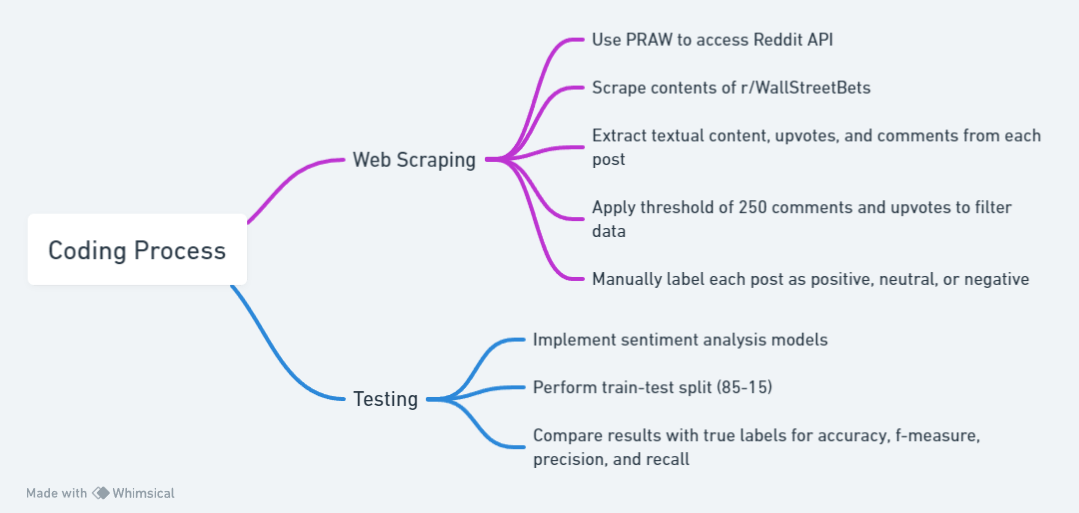 Use PRAW to access Reddit API
Scrape contents of r/WallStreetBets
Extract textual content, upvotes, and comments from each
post
Web Scraping
Apply threshold of 250 comments and upvotes to filter
data
Coding Process
Manually label each post as positive, neutral, or negative
Implement sentiment analysis models
Perform train-test split (85-15)
Testing
Compare results with true labels for accuracy, f-measure,
precision, and recall
Made with Whimsical